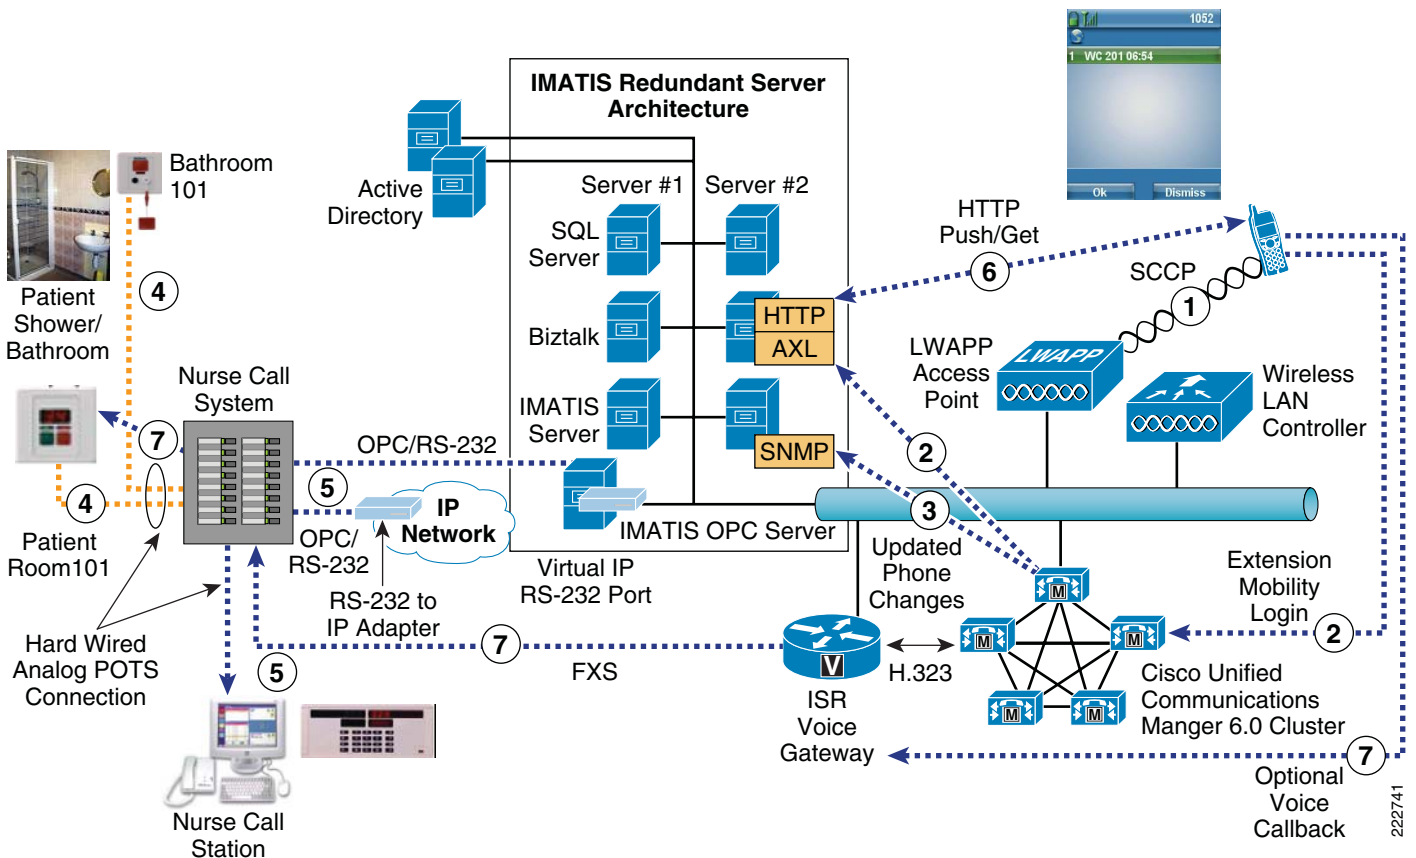 1052
1 WC 201 06:54
Ok
Dismiss
IMATIS Redundant Server
Architecture
Bathroom
101
Active
Directory
Server #1
Server #2
SQL
Server
HTTP
Push/Get
6
SCCP
1
4
Patient
Shower/
Bathroom
Biztalk
HTTP
AXL
LWAPP
Access
Point
LWAPP
Wireless
LAN
Controller
Nurse Call
System
IMATIS
Server
SNMP
2
7
OPC/RS-232
5
4
IP
Network
3
IMATIS OPC Server
Patient
Room101
OPC/
RS-232
Virtual IP
RS-232 Port
Updated
Phone
Changes
Extension
Mobility
Login
M
RS-232 to
IP Adapter
Hard Wired
Analog POTS
Connection
7
FXS
V
H.323
M
M
2
5
ISR
Voice
Gateway
M
M
Cisco Unified
Communications
Manger 6.0 Cluster
7
Optional
Voice
Callback
Nurse Call
Station
222741